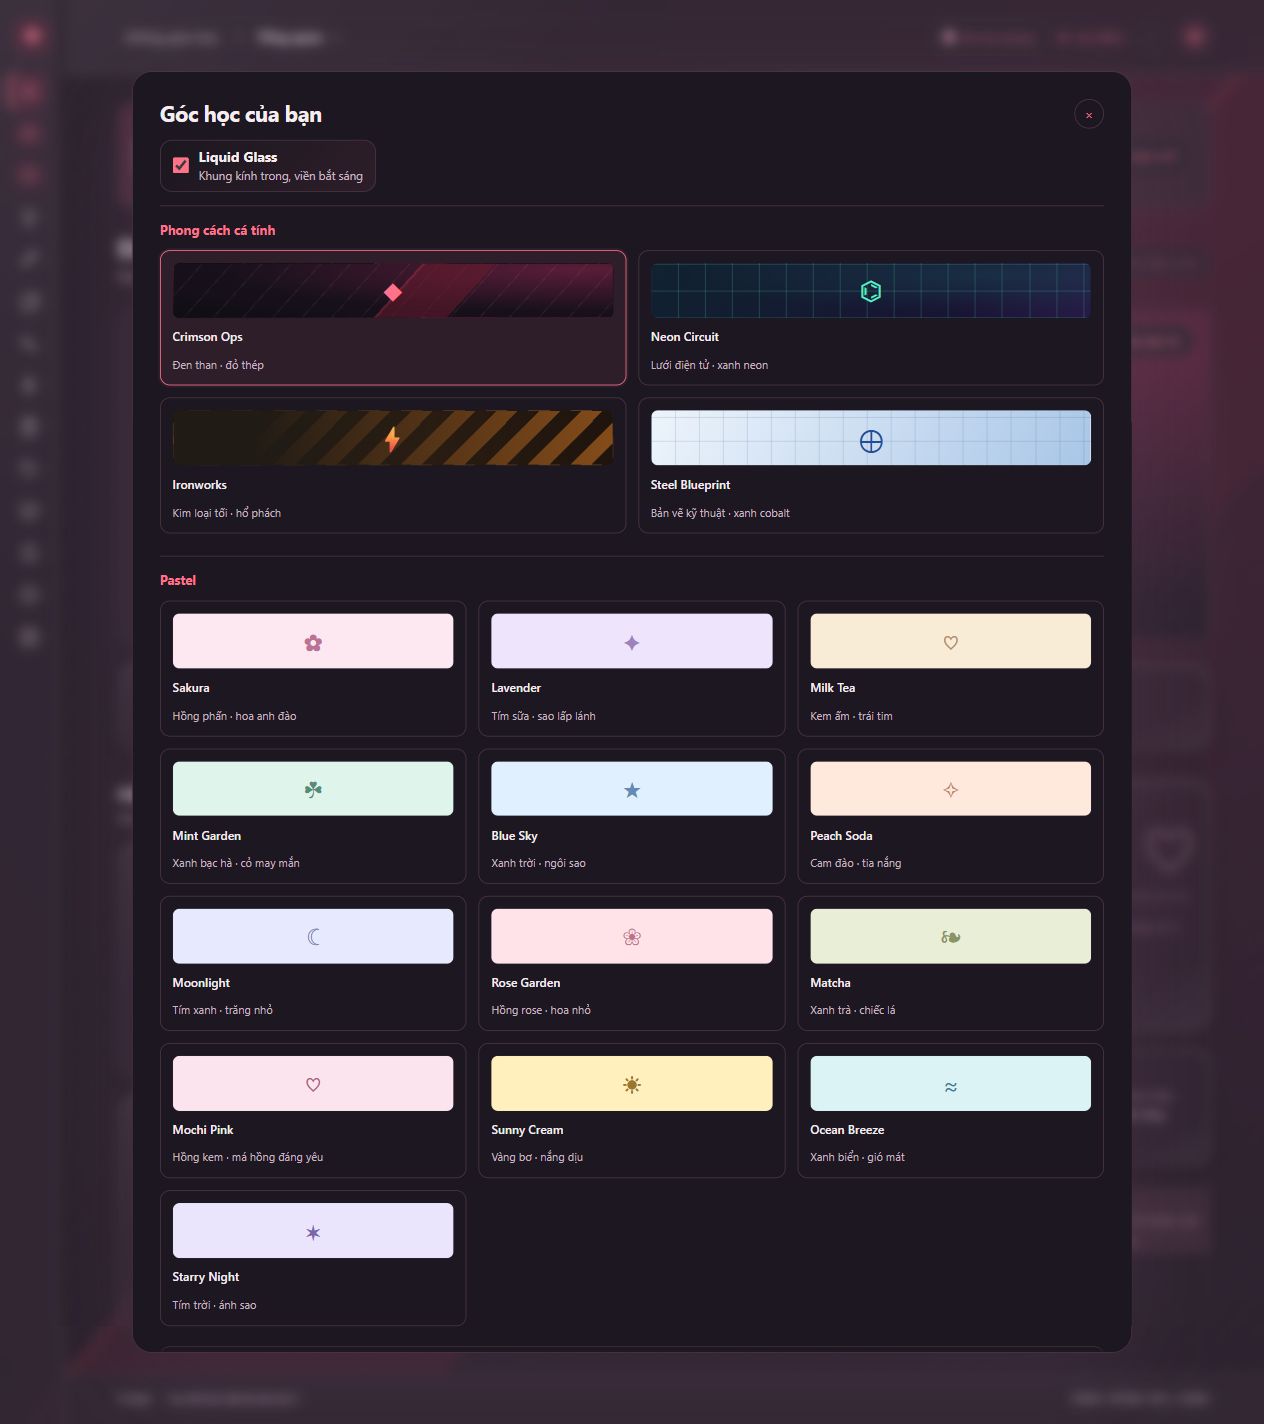 Góc học của bạn
×
Liquid Glass
Khung kính trong, viền bắt sáng
Phong cách cá tính
Crimson Ops
Đen than · đỏ thép
Neon Circuit
Lưới điện tử · xanh neon
Ironworks
Kim loại tối · hổ phách
Steel Blueprint
Bản vẽ kỹ thuật · xanh cobalt
Pastel
Sakura
Hồng phấn · hoa anh đào
Lavender
Tím sữa · sao lấp lánh
Milk Tea
Kem ấm · trái tim
Mint Garden
Xanh bạc hà · cỏ may mắn
Blue Sky
Xanh trời · ngôi sao
Peach Soda
Cam đào · tia nắng
Moonlight
Tím xanh · trăng nhỏ
Rose Garden
Hồng rose · hoa nhỏ
Matcha
Xanh trà · chiếc lá
Mochi Pink
Hồng kem · má hồng đáng yêu
Sunny Cream
Vàng bơ · nắng dịu
Ocean Breeze
Xanh biển · gió mát
Starry Night
Tím trời · ánh sao